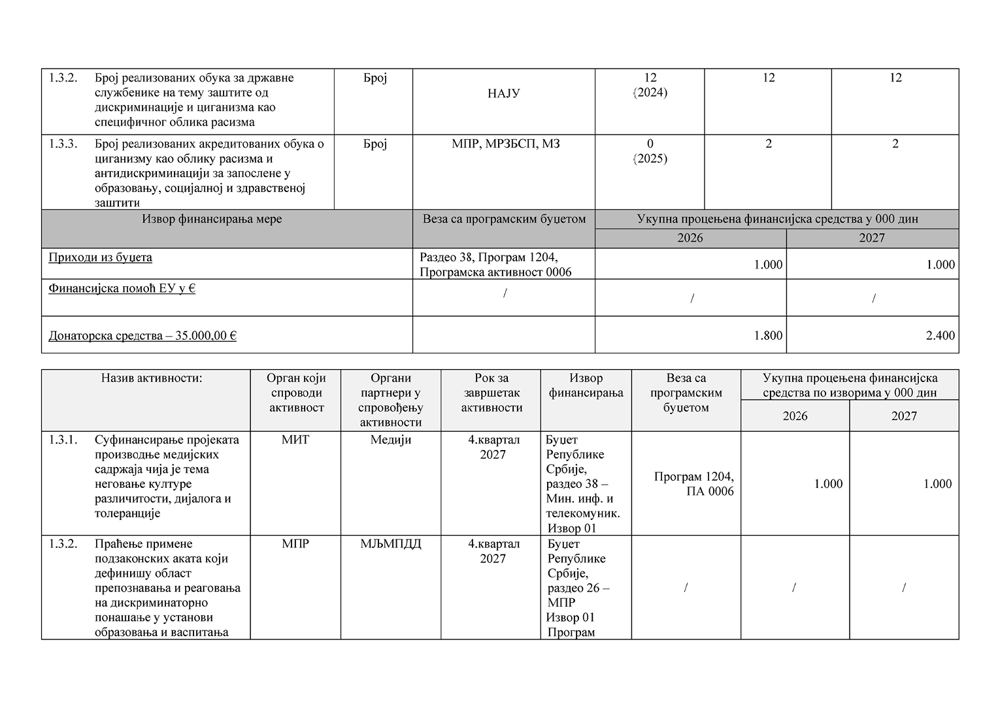 1.3.2. Број реализованих обука за државне
службенике на тему заштите од
дискриминације и циганизма као
специфичног облика расизма
Број
НАЈУ
12
(2024)
12
12
1.3.3. Број реализованих акредитованих обука о
циганизму као облику расизма и
антидискриминацији за запослене у
образовању, социјалној и здравственој
заштити
Број
МПР, МРЗБСП, МЗ
0
(2025)
2
2
Извор финансирања мере
Веза са програмским буџетом
Укупна процењена финансијска средства у 000 дин
2026
2027
Приходи из буџета
Раздео 38, Програм 1204,
Програмска активност 0006
1.000
1.000
Финансијска помоћ ЕУ у €
/
/
/
Донаторска средства – 35.000,00 €
1.800
2.400
Назив активности:
Орган који
спроводи
активност
Органи
партнери у
спровођењу
активности
Рок за
завршетак
активности
Извор
финансирања
Веза са
програмским
буџетом
Укупна процењена финансијска
средства по изворима у 000 дин
2026
2027
1.3.1. Суфинансирање пројеката
производње медијских
садржаја чија је тема
неговање културе
различитости, дијалога и
толеранције
МИТ
Медији
4.квартал
2027
Буџет
Републике
Србије,
раздео 38 –
Мин. инф. и
телекомуник.
Извор 01
Програм 1204,
ПА 0006
1.000
1.000
1.3.2. Праћење примене
подзаконских аката који
дефинишу област
препознавања и реаговања
на дискриминаторно
понашање у установи
образовања и васпитања
МПР
МЉМПДД
4.квартал
2027
Буџет
Републике
Србије,
раздео 26 –
МПР
Извор 01
Програм
/
/
/